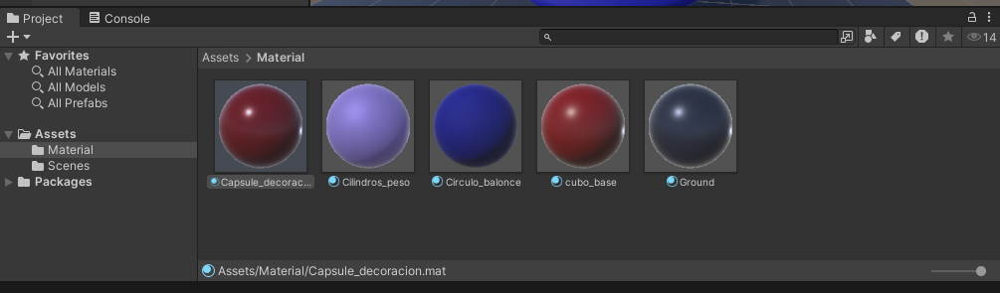 Project Console
14
Favorites
All Materials
All Models
All Prefabs
Assets
Material
Scenes
Packages
Assets > Material
Capsule_decorac... Cilindros_peso Circulo_balonce cubo_base Ground
Assets/Material/Capsule_decoracion.mat